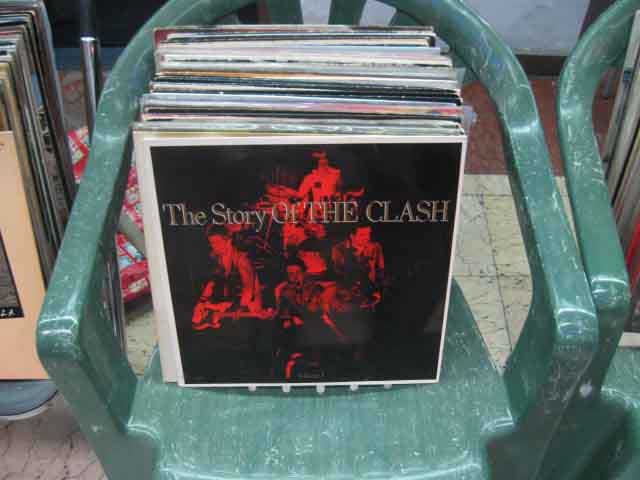 The Story Of THE CLASH